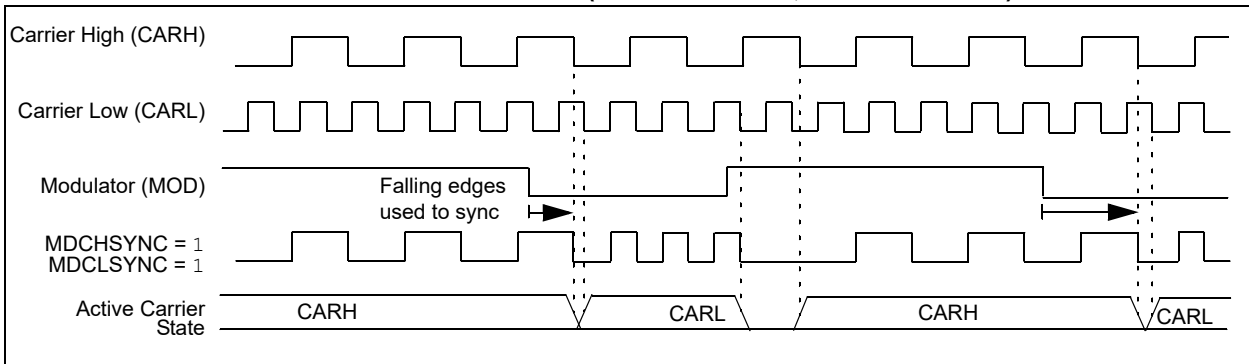 Carrier High (CARH)
Carrier Low (CARL)
Modulator (MOD)
Falling edges
used to sync
MDCHSYNC = 1
MDCLSYNC = 1
Active Carrier
State
CARH
CARL
CARH
CARL